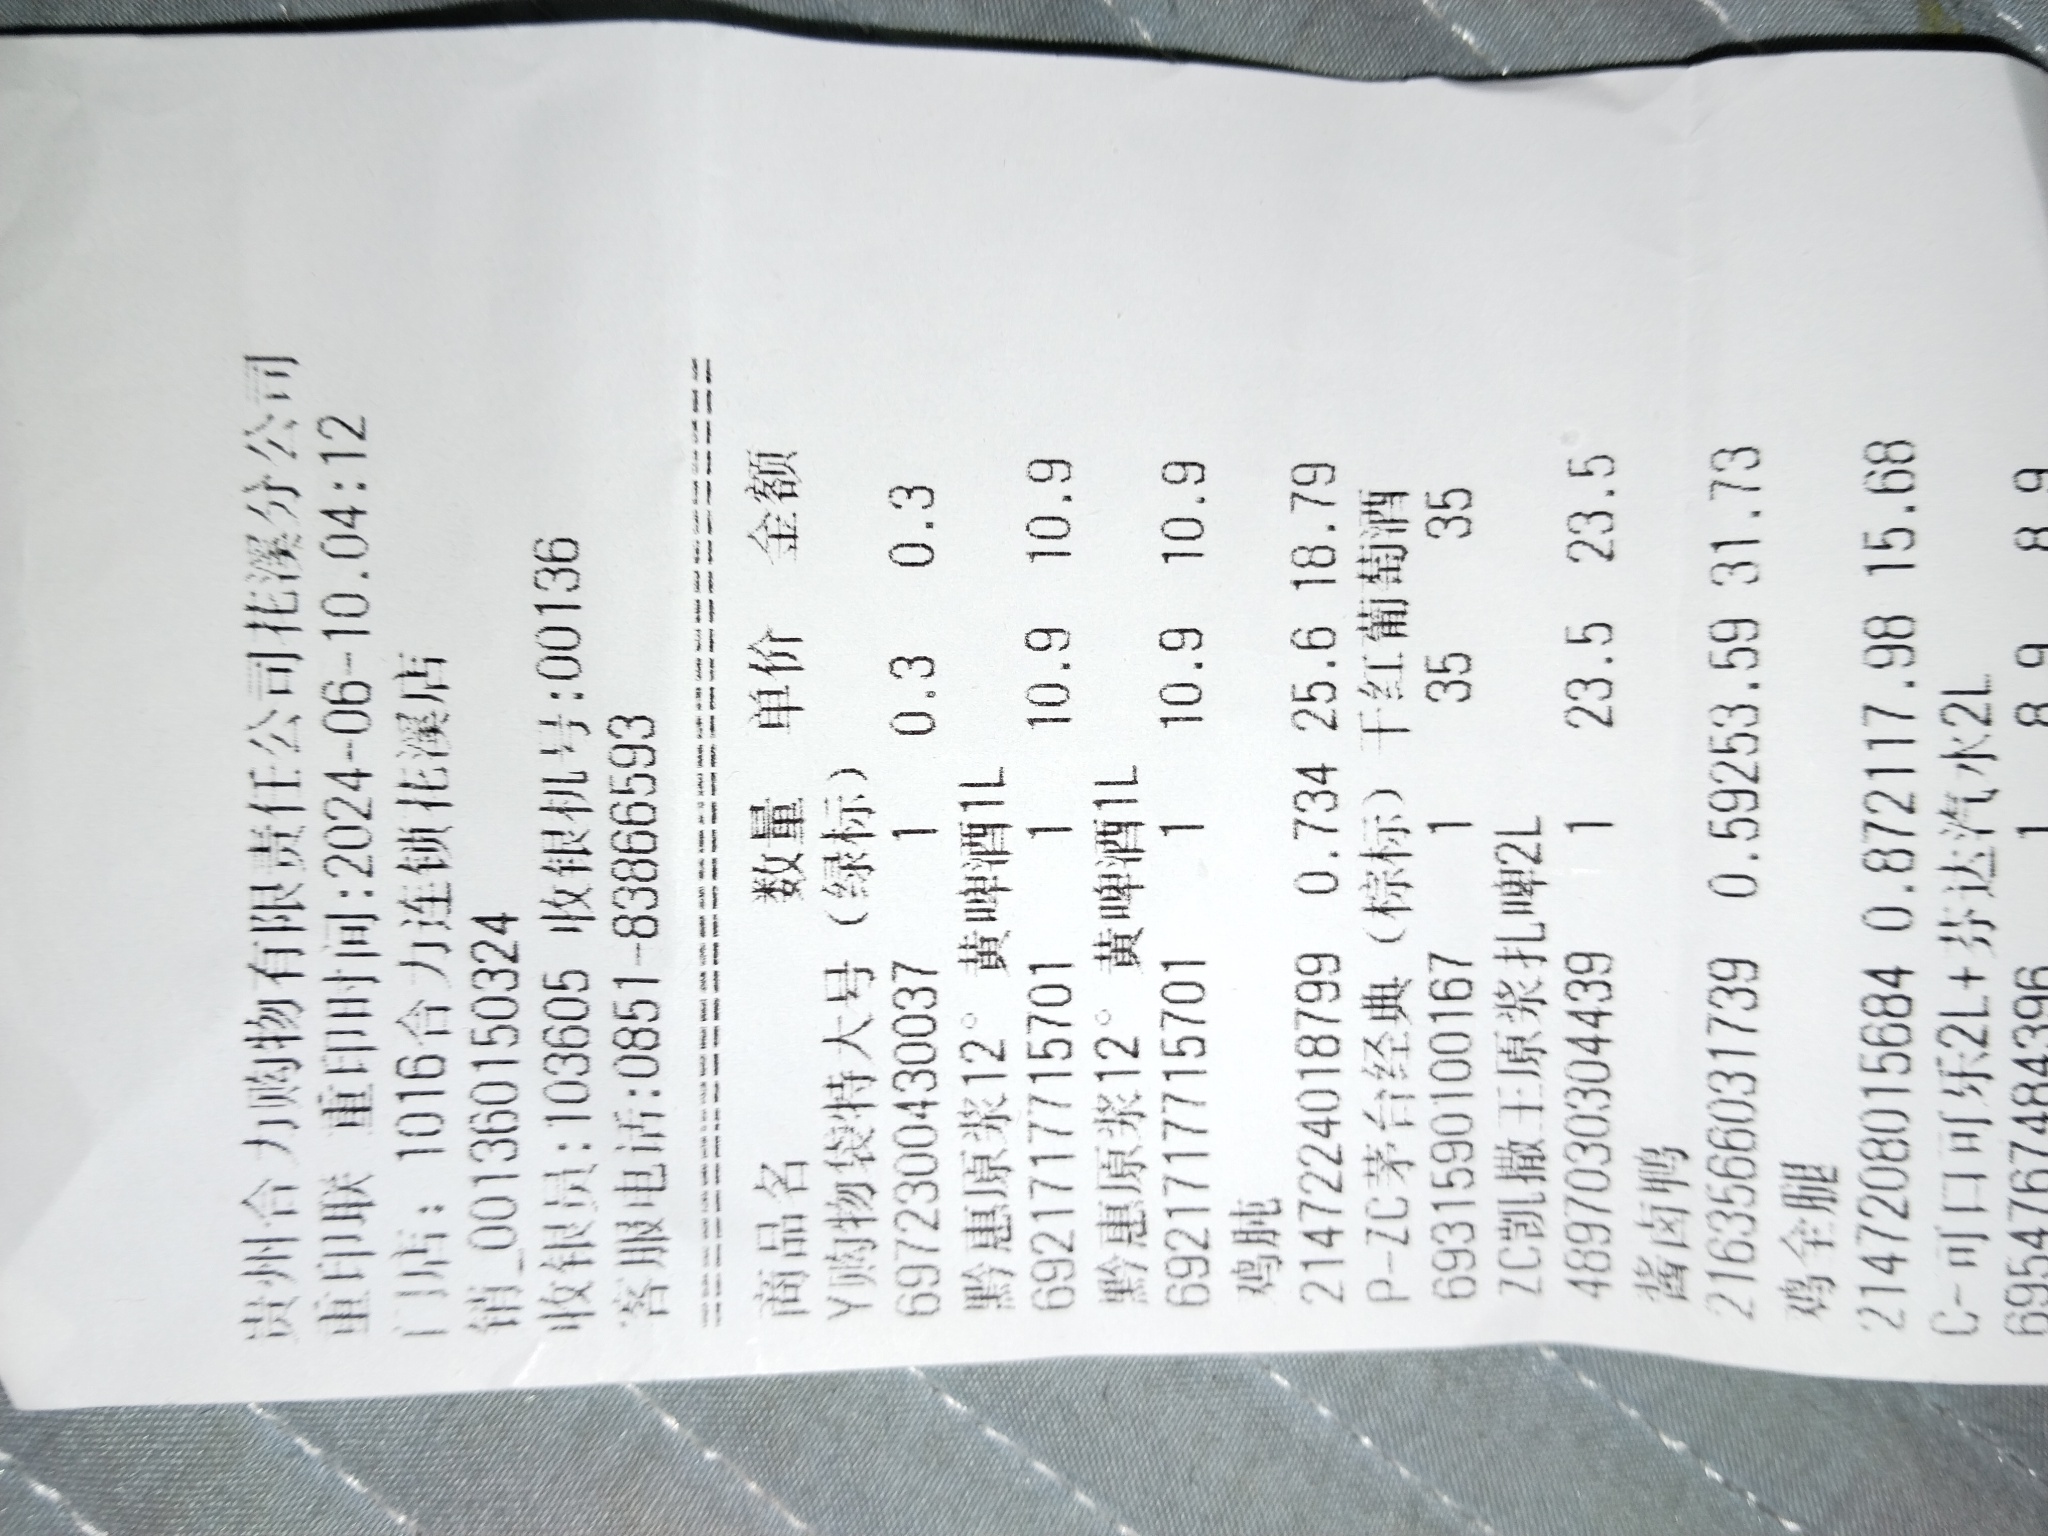 贵州合力购物有限责任公司花溪分公司
重印联 重印时间:2024-06-10.04:12
门店: 1016合力连锁花溪店
销_001360150324
收银员:103605 收银机号:00136
客服电话:0851-83866593
商品名 数量 单价 金额
Y购物袋特大号（绿标）
6972300430037 1 0.3 0.3
黔惠原浆12° 黄啤酒1L
6921717715701 1 10.9 10.9
黔惠原浆12° 黄啤酒1L
6921717715701 1 10.9 10.9
鸡肫
2147224018799 0.734 25.6 18.79
P-ZC茅台经典（棕标）干红葡萄酒
6931590100167 1 35 35
ZC凯撒王原浆扎啤2L
4897030304439 1 23.5 23.5
酱卤鸭
2163566031739 0.59253.59 31.73
鸡全腿
2147208015684 0.872117.98 15.68
C-可口可乐2L+芬达汽水2L
6954767484396 1 8.9 8.9